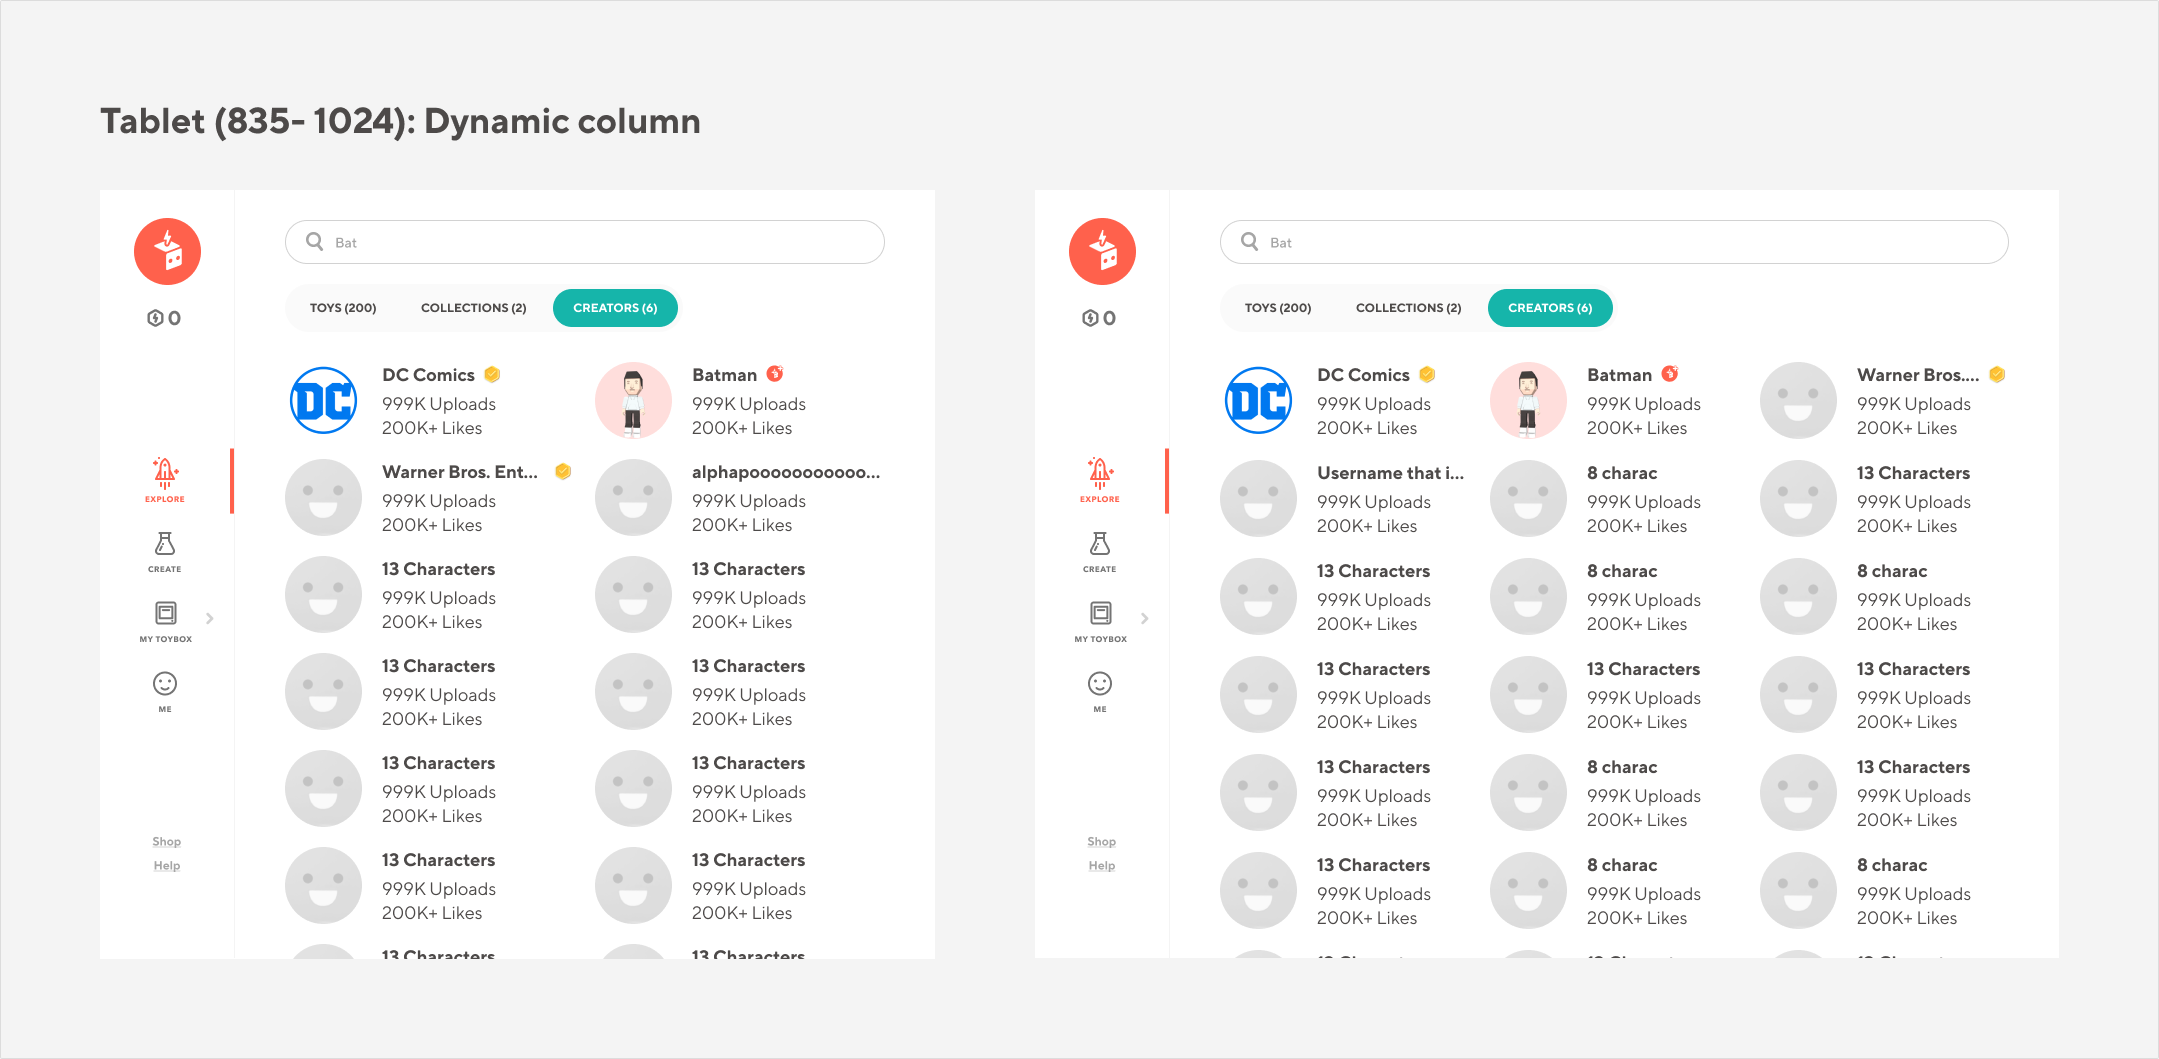 Tablet (835- 1024): Dynamic column
0
EXPLORE
CREATE
MY TOYBOX
ME
Shop
Help
Bat
TOYS (200) COLLECTIONS (2) CREATORS (6)
DC
DC Comics
999K Uploads
200K+ Likes
Batman
999K Uploads
200K+ Likes
Warner Bros. Ent...
999K Uploads
200K+ Likes
alphapooooooooooo...
999K Uploads
200K+ Likes
13 Characters
999K Uploads
200K+ Likes
13 Characters
999K Uploads
200K+ Likes
13 Characters
999K Uploads
200K+ Likes
13 Characters
999K Uploads
200K+ Likes
13 Characters
999K Uploads
200K+ Likes
13 Characters
999K Uploads
200K+ Likes
13 Characters
999K Uploads
200K+ Likes
13 Characters
999K Uploads
200K+ Likes
13 Characters
13 Characters
0
EXPLORE
CREATE
MY TOYBOX
ME
Shop
Help
Bat
TOYS (200) COLLECTIONS (2) CREATORS (6)
DC
DC Comics
999K Uploads
200K+ Likes
Batman
999K Uploads
200K+ Likes
Warner Bros....
999K Uploads
200K+ Likes
Username that i...
999K Uploads
200K+ Likes
8 charac
999K Uploads
200K+ Likes
13 Characters
999K Uploads
200K+ Likes
13 Characters
999K Uploads
200K+ Likes
8 charac
999K Uploads
200K+ Likes
8 charac
999K Uploads
200K+ Likes
13 Characters
999K Uploads
200K+ Likes
13 Characters
999K Uploads
200K+ Likes
13 Characters
999K Uploads
200K+ Likes
13 Characters
999K Uploads
200K+ Likes
8 charac
999K Uploads
200K+ Likes
13 Characters
999K Uploads
200K+ Likes
13 Characters
999K Uploads
200K+ Likes
8 charac
999K Uploads
200K+ Likes
8 charac
999K Uploads
200K+ Likes